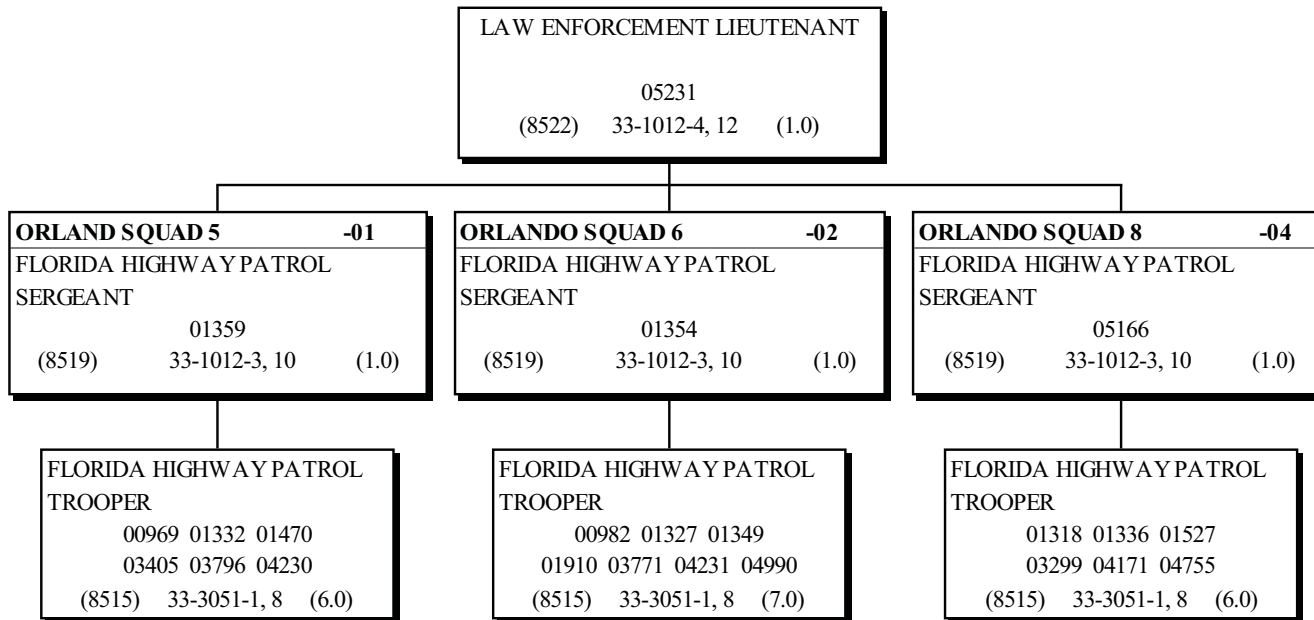 LAW ENFORCEMENT LIEUTENANT
05231
(8522) 33-1012-4, 12 (1.0)
ORLAND SQUAD 5 -01
FLORIDA HIGHWAY PATROL
SERGEANT
01359
(8519) 33-1012-3, 10 (1.0)
ORLANDO SQUAD 6 -02
FLORIDA HIGHWAY PATROL
SERGEANT
01354
(8519) 33-1012-3, 10 (1.0)
ORLANDO SQUAD 8 -04
FLORIDA HIGHWAY PATROL
SERGEANT
05166
(8519) 33-1012-3, 10 (1.0)
FLORIDA HIGHWAY PATROL
TROOPER
00969 01332 01470
03405 03796 04230
(8515) 33-3051-1, 8 (6.0)
FLORIDA HIGHWAY PATROL
TROOPER
00982 01327 01349
01910 03771 04231 04990
(8515) 33-3051-1, 8 (7.0)
FLORIDA HIGHWAY PATROL
TROOPER
01318 01336 01527
03299 04171 04755
(8515) 33-3051-1, 8 (6.0)